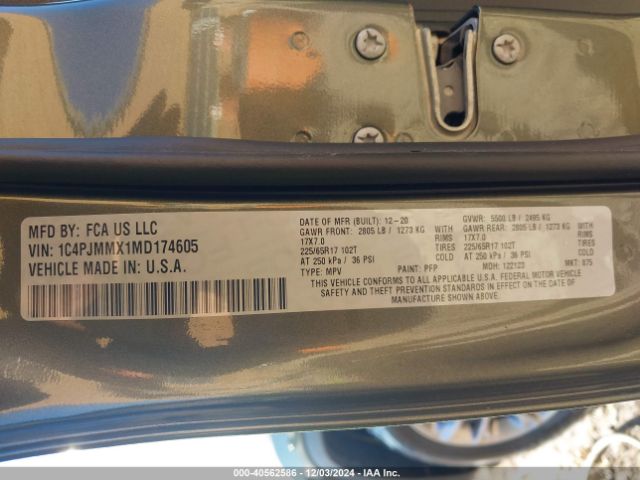 MFD BY: FCA US LLC
VIN: 1C4PJMMX1MD174605
VEHICLE MADE IN: U.S.A.
DATE OF MFR (BUILT): 12-20 GVWR: 5500 LB / 2495 KG
GAWR FRONT: 2805 LB / 1273 KG WITH GAWR REAR: 2805 LB / 1273 KG WITH
17X7.0 RIMS 17X7.0 RIMS
225/65R17 102T TIRES 225/65R17 102T TIRES
AT 250 kPa / 36 PSI COLD AT 250 kPa / 36 PSI COLD
TYPE: MPV PAINT: PFP MDH: 122123 MKT: 875
THIS VEHICLE CONFORMS TO ALL APPLICABLE U.S.A. FEDERAL MOTOR VEHICLE
SAFETY AND THEFT PREVENTION STANDARDS IN EFFECT ON THE DATE OF
MANUFACTURE SHOWN ABOVE.
000-40562586 - 12/03/2024 - IAA Inc.